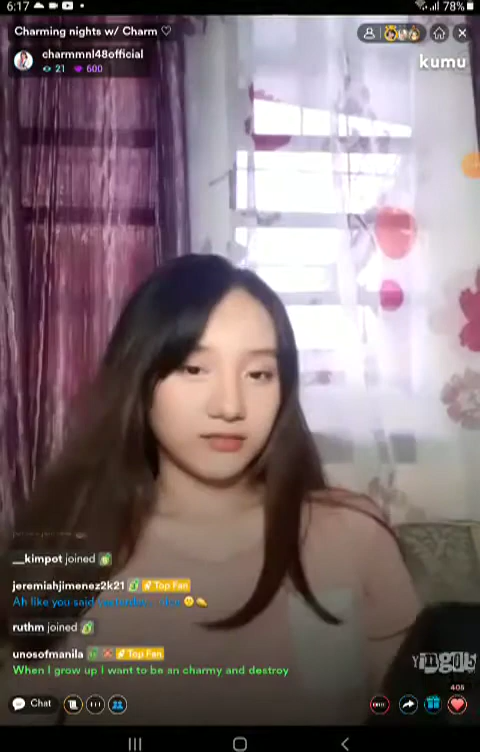 6:17
78%
Charming nights w/ Charm ♡
charmmnl48official
21 600
kumu
__kimpot joined
jeremiahjimenez2k21 Top Fan
Ah like you said
ruthm joined
unosofmanila Top Fan
When I grow up i want to be an charmy and destroy
Ying05
405
Chat